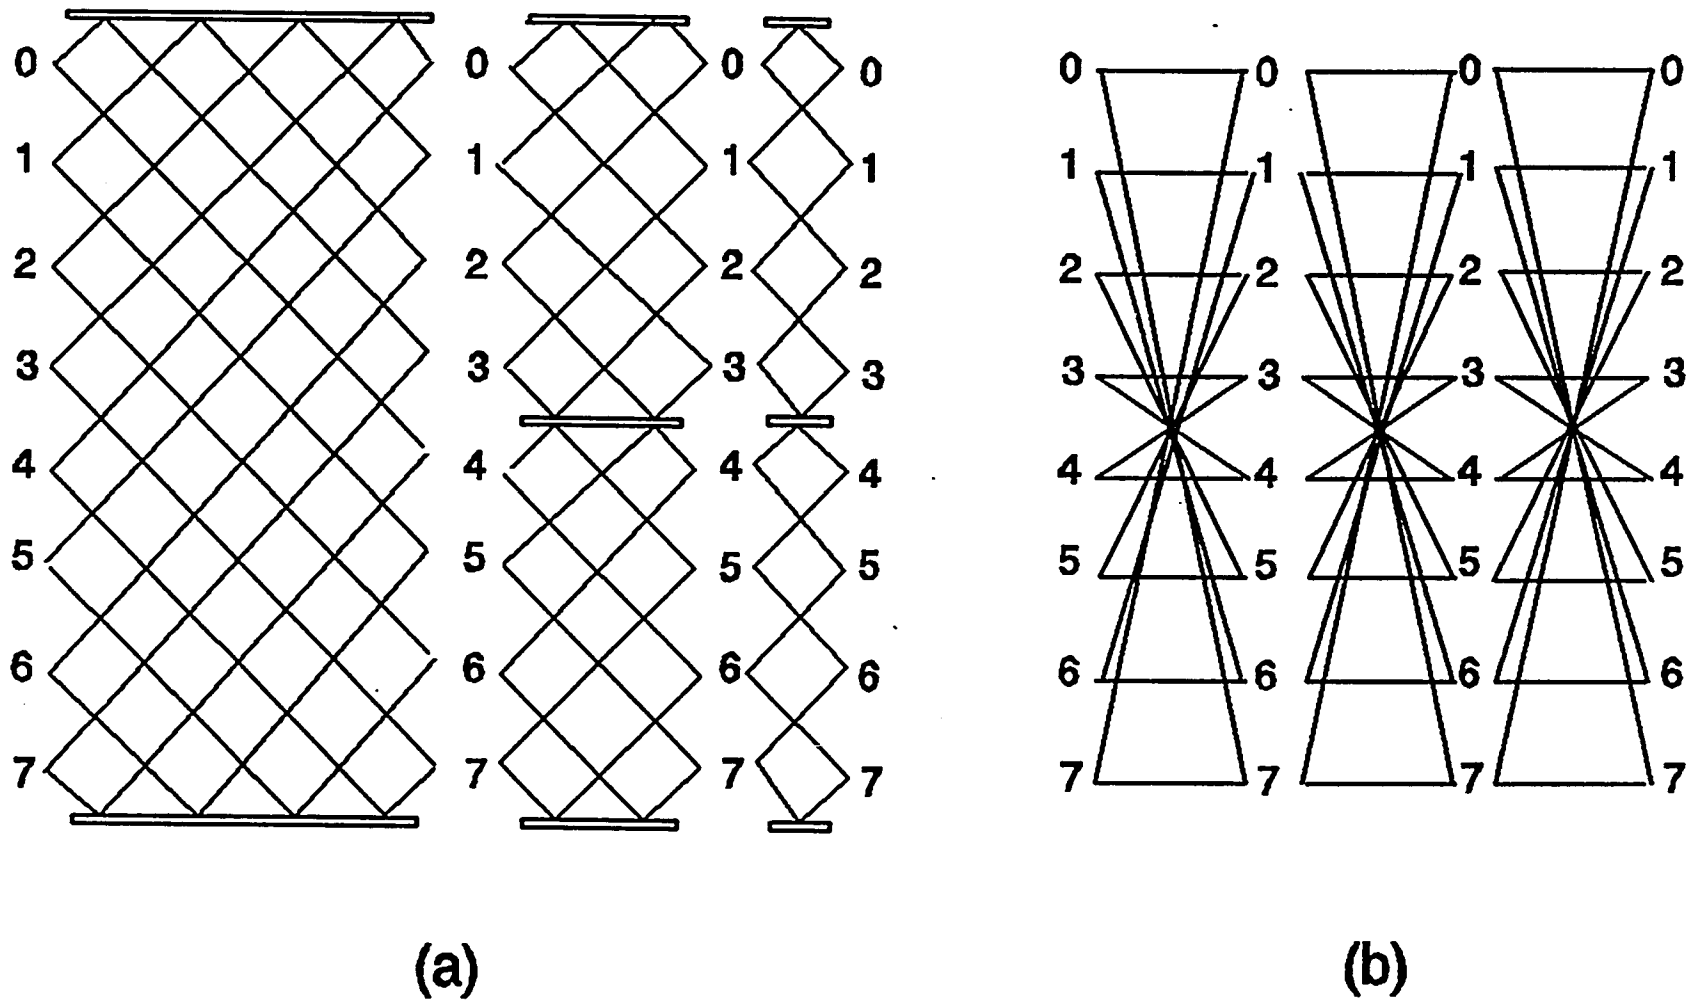 0 0 0 0 0 0 0 0
1 1 1 1 1 1 1 1
2 2 2 2 2 2 2 2
3 3 3 3 3 3 3 3
4 4 4 4 4 4 4 4
5 5 5 5 5 5 5 5
6 6 6 6 6 6 6 6
7 7 7 7 7 7 7 7
(a) (b)